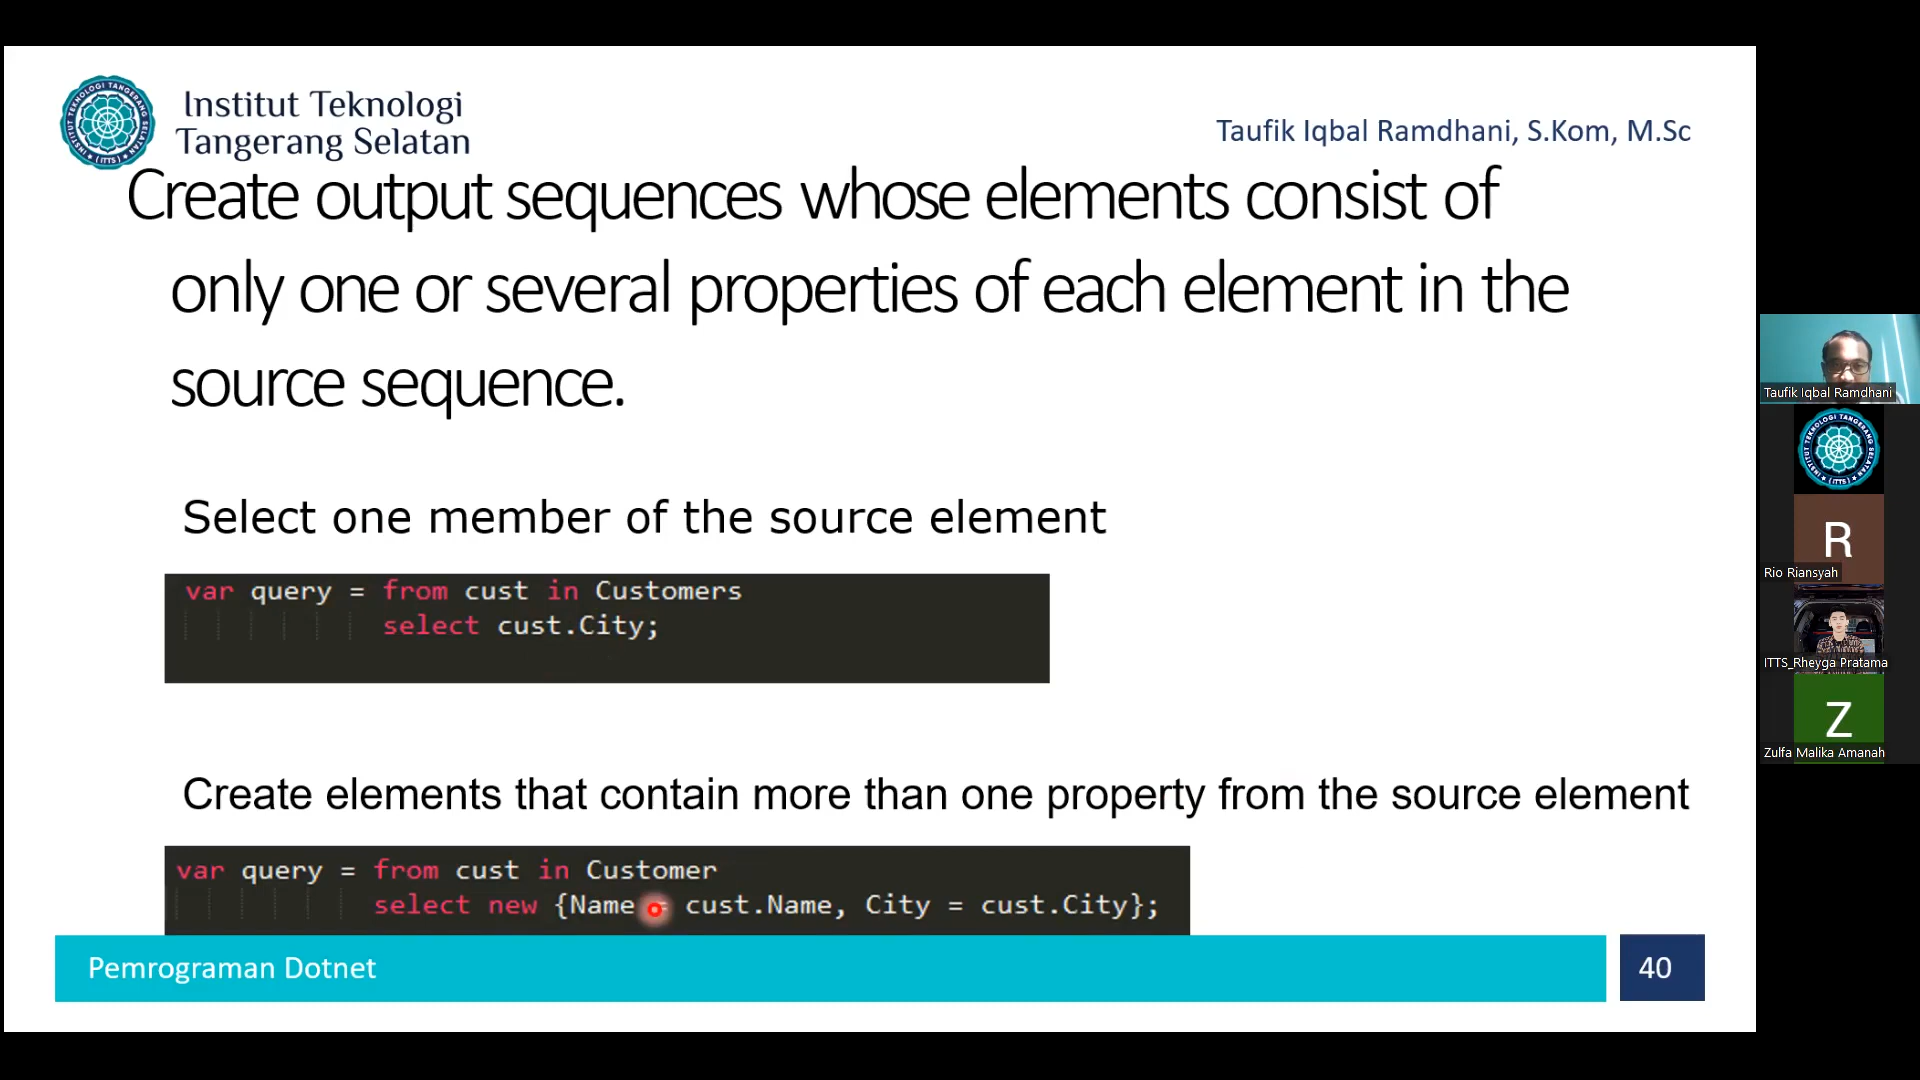 Institut Teknologi
Tangerang Selatan
Taufik Iqbal Ramdhani, S.Kom, M.Sc
Create output sequences whose elements consist of
only one or several properties of each element in the
source sequence.
Select one member of the source element
var query = from cust in Customers
select cust.City;
Create elements that contain more than one property from the source element
var query = from cust in Customer
select new {Name = cust.Name, City = cust.City};
Pemrograman Dotnet
40
Taufik Iqbal Ramdhani
R
Rio Riansyah
ITTS_Rheyga Pratama
Z
Zulfa Malika Amanah